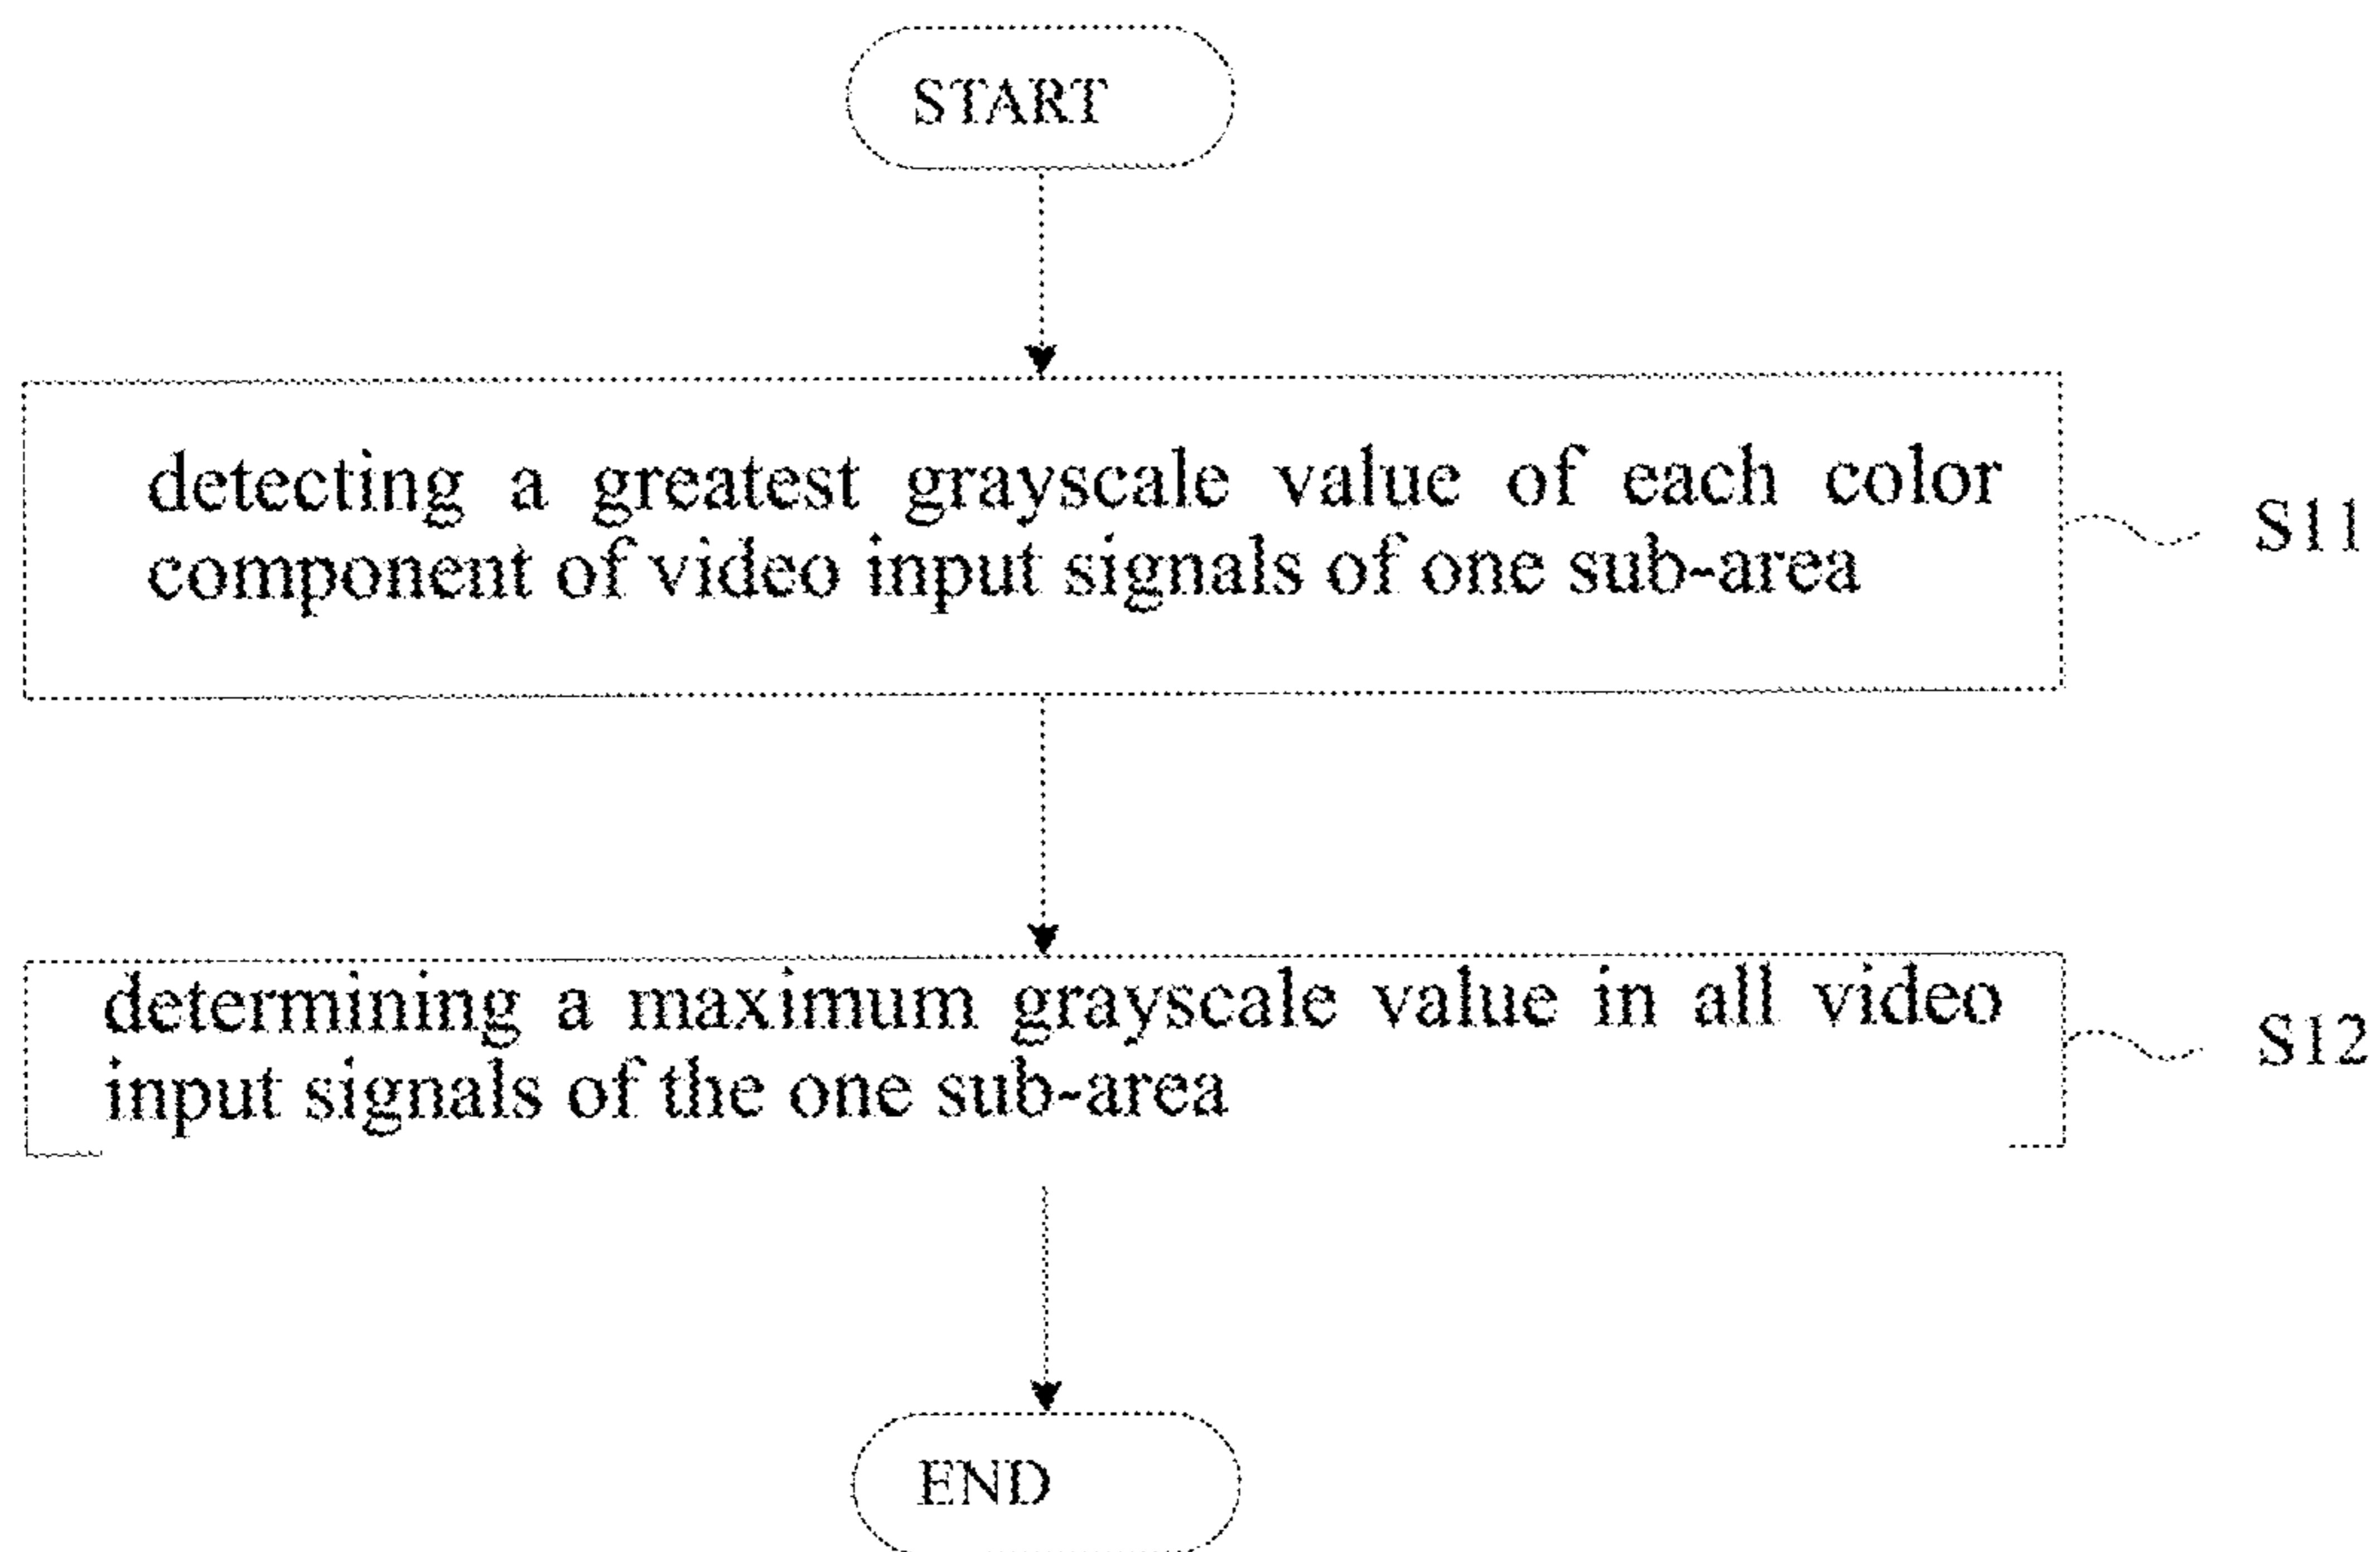 START
detecting a greatest grayscale value of each color
component of video input signals of one sub-area
S11
determining a maximum grayscale value in all video
input signals of the one sub-area
S12
END